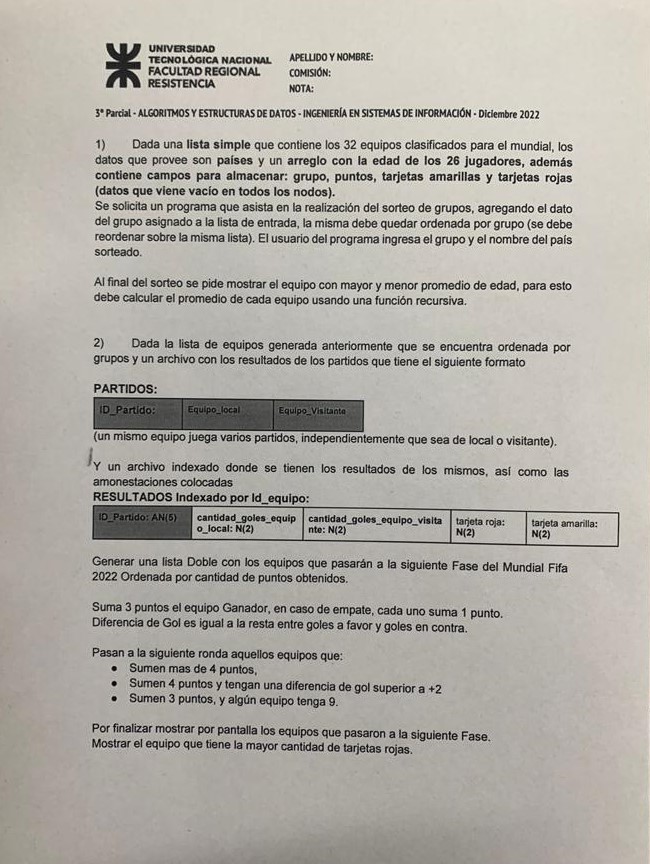 UNIVERSIDAD
TECNOLÓGICA NACIONAL
FACULTAD REGIONAL
RESISTENCIA
APELLIDO Y NOMBRE:
COMISIÓN:
NOTA:
3º Parcial - ALGORITMOS Y ESTRUCTURAS DE DATOS - INGENIERÍA EN SISTEMAS DE INFORMACIÓN - Diciembre 2022
1) Dada una lista simple que contiene los 32 equipos clasificados para el mundial, los
datos que provee son países y un arreglo con la edad de los 26 jugadores, además
contiene campos para almacenar: grupo, puntos, tarjetas amarillas y tarjetas rojas
(datos que viene vacío en todos los nodos).
Se solicita un programa que asista en la realización del sorteo de grupos, agregando el dato
del grupo asignado a la lista de entrada, la misma debe quedar ordenada por grupo (se debe
reordenar sobre la misma lista). El usuario del programa ingresa el grupo y el nombre del país
sorteado.
Al final del sorteo se pide mostrar el equipo con mayor y menor promedio de edad, para esto
debe calcular el promedio de cada equipo usando una función recursiva.
2) Dada la lista de equipos generada anteriormente que se encuentra ordenada por
grupos y un archivo con los resultados de los partidos que tiene el siguiente formato
PARTIDOS:
ID_Partido: Equipo_local Equipo_Visitante
(un mismo equipo juega varios partidos, independientemente que sea de local o visitante).
Y un archivo indexado donde se tienen los resultados de los mismos, así como las
amonestaciones colocadas
RESULTADOS Indexado por Id_equipo:
ID_Partido: AN(5) cantidad_goles_equip cantidad_goles_equipo_visita tarjeta roja: tarjeta amarilla:
o_local: N(2) nte: N(2) N(2) N(2)
Generar una lista Doble con los equipos que pasarán a la siguiente Fase del Mundial Fifa
2022 Ordenada por cantidad de puntos obtenidos.
Suma 3 puntos el equipo Ganador, en caso de empate, cada uno suma 1 punto.
Diferencia de Gol es igual a la resta entre goles a favor y goles en contra.
Pasan a la siguiente ronda aquellos equipos que:
• Sumen mas de 4 puntos,
• Sumen 4 puntos y tengan una diferencia de gol superior a +2
• Sumen 3 puntos, y algún equipo tenga 9.
Por finalizar mostrar por pantalla los equipos que pasaron a la siguiente Fase.
Mostrar el equipo que tiene la mayor cantidad de tarjetas rojas.